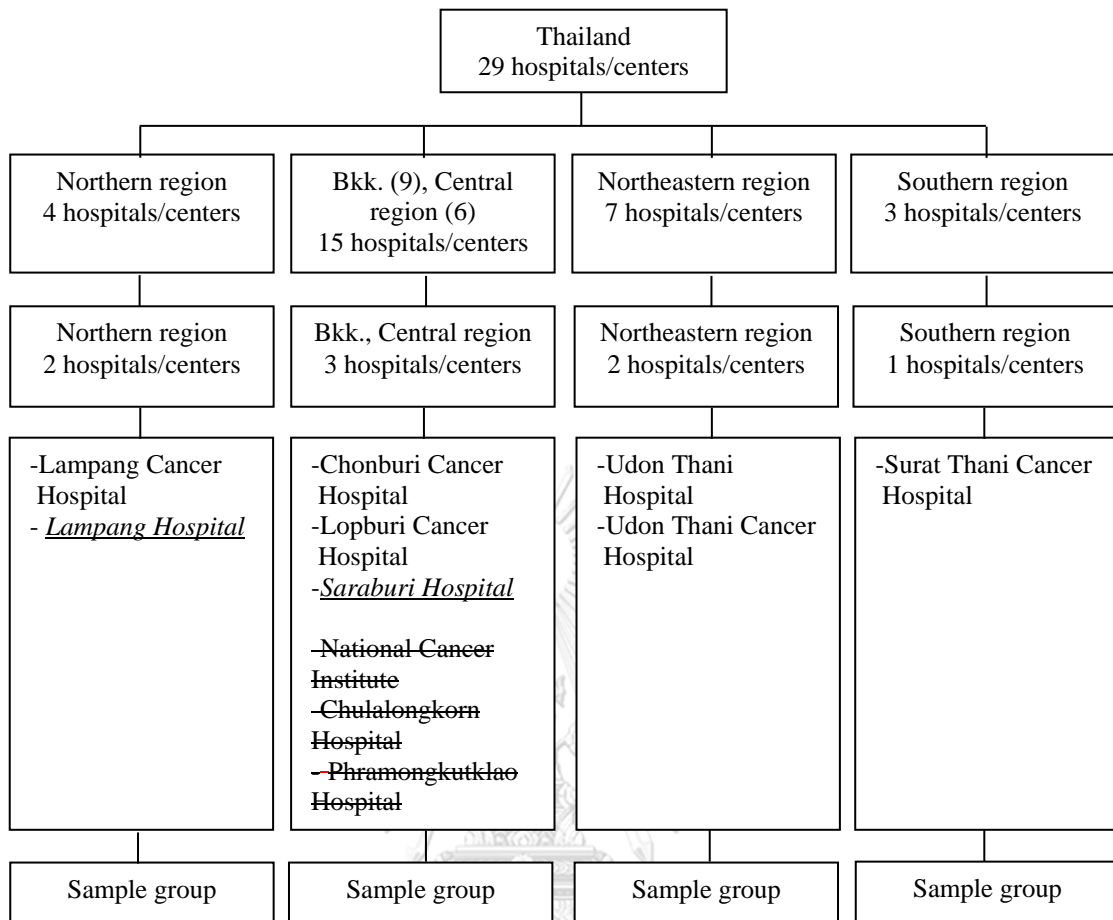 Thailand
29 hospitals/centers
Northern region
4 hospitals/centers
Bkk. (9), Central
region (6)
15 hospitals/centers
Northeastern region
7 hospitals/centers
Southern region
3 hospitals/centers
Northern region
2 hospitals/centers
Bkk., Central region
3 hospitals/centers
Northeastern region
2 hospitals/centers
Southern region
1 hospitals/centers
-Lampang Cancer
Hospital
- Lampang Hospital
-Chonburi Cancer
Hospital
-Lopburi Cancer
Hospital
-Saraburi Hospital
-National Cancer
Institute
-Chulalongkorn
Hospital
- Phramongkutklao
Hospital
-Udon Thani
Hospital
-Udon Thani Cancer
Hospital
-Surat Thani Cancer
Hospital
Sample group
Sample group
Sample group
Sample group